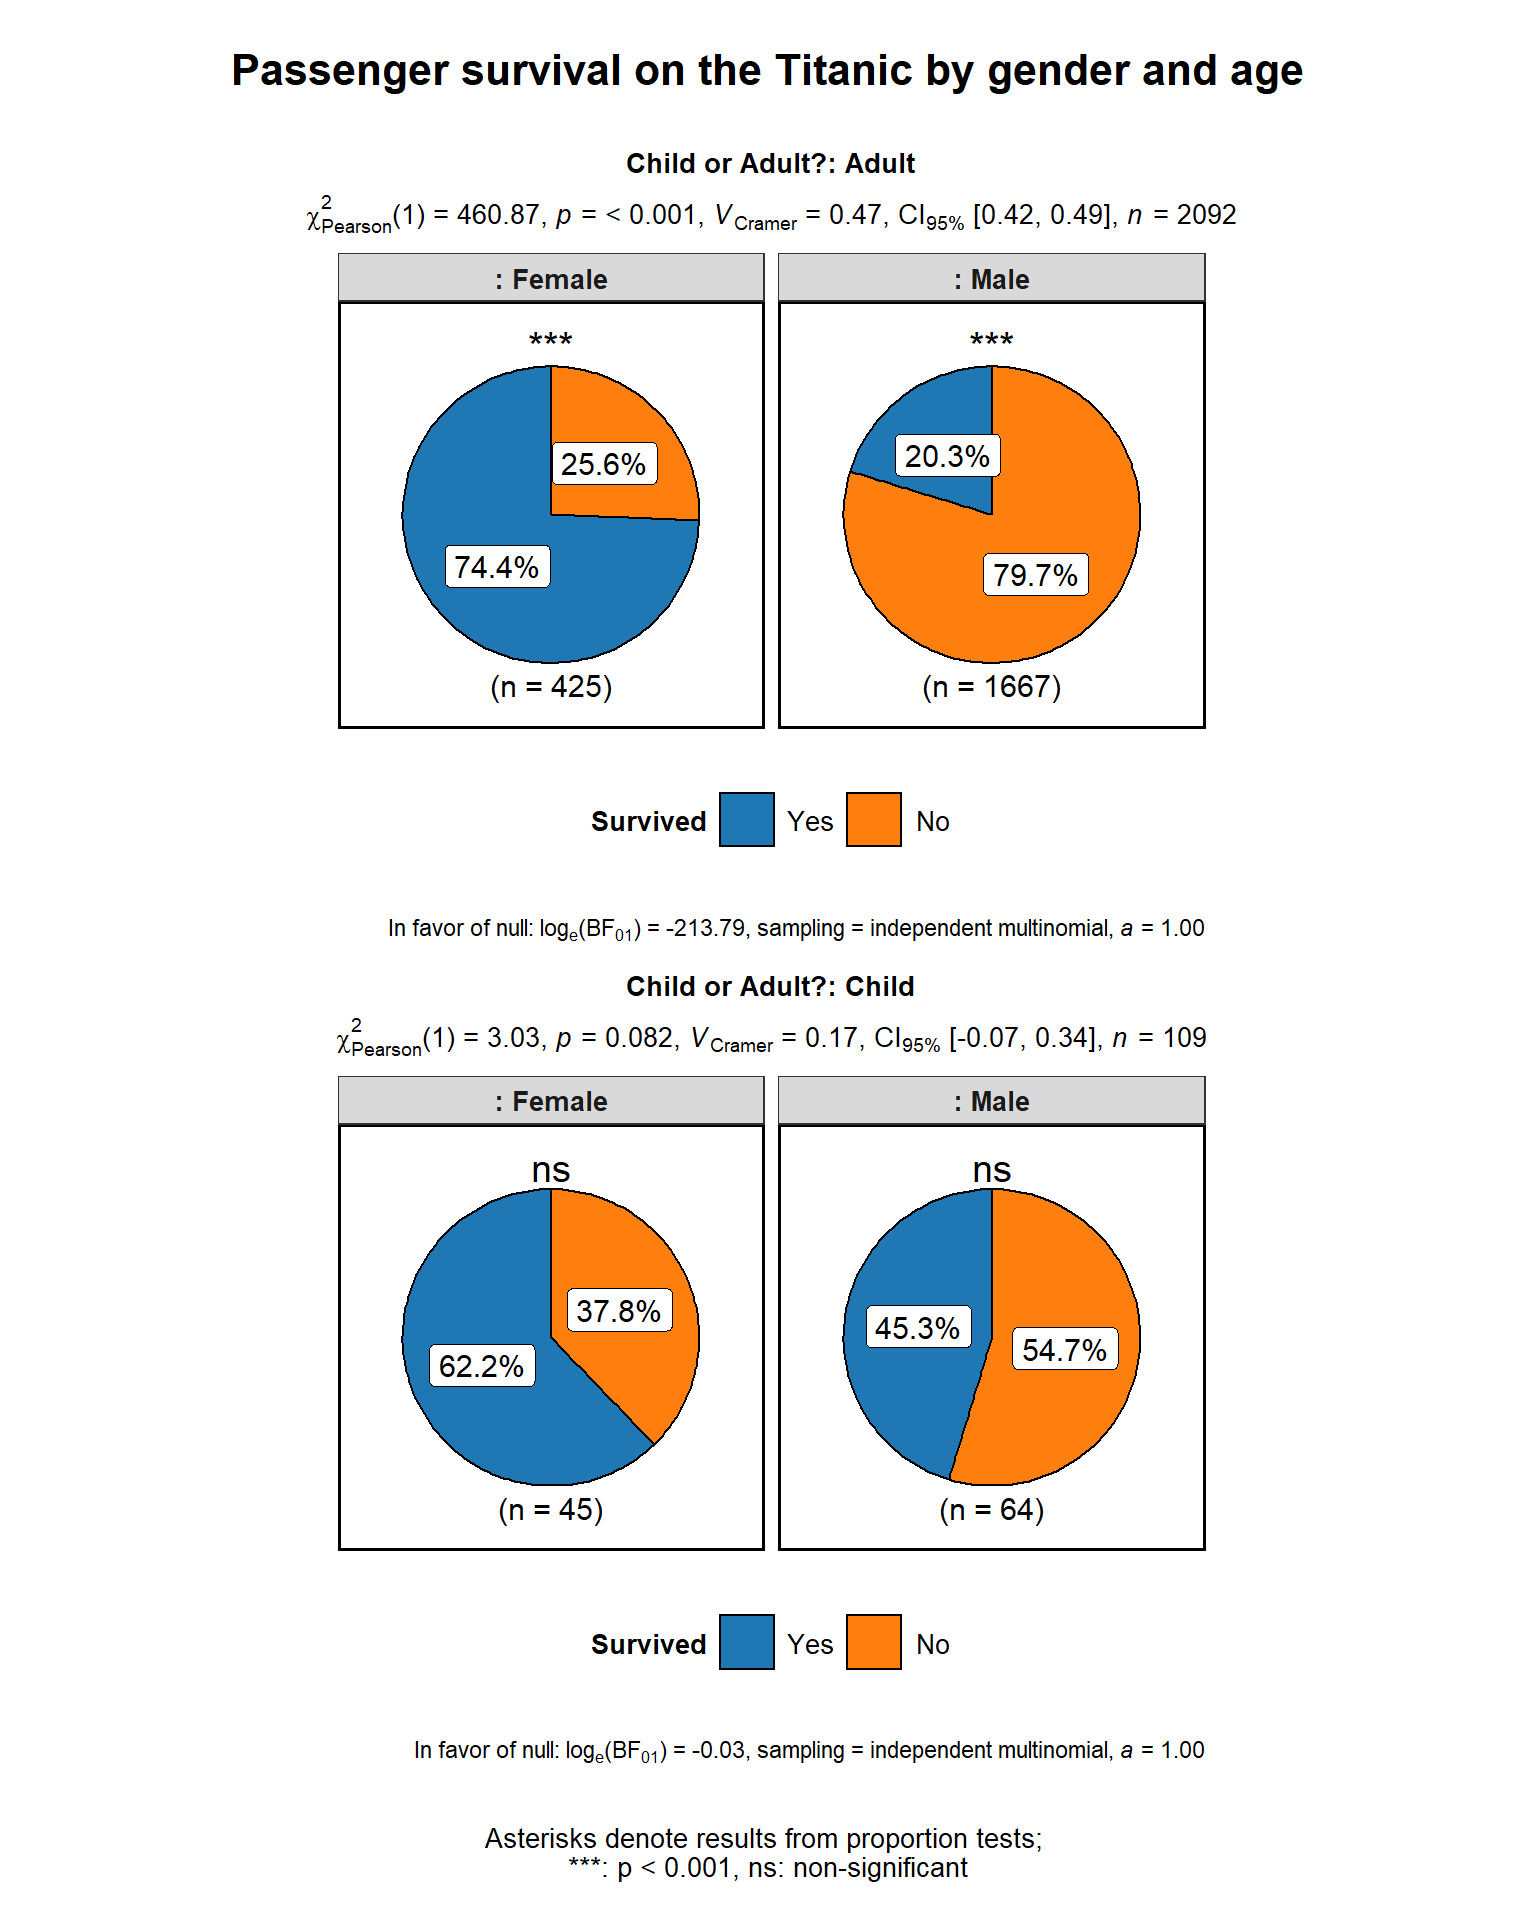 Passenger survival on the Titanic by gender and age
Child or Adult?: Adult
χ²Pearson(1) = 460.87, p = < 0.001, VCramer = 0.47, CI95% [0.42, 0.49], n = 2092
: Female
: Male
***
***
25.6%
74.4%
20.3%
79.7%
(n = 425)
(n = 1667)
Survived Yes No
In favor of null: loge(BF01) = -213.79, sampling = independent multinomial, a = 1.00
Child or Adult?: Child
χ²Pearson(1) = 3.03, p = 0.082, VCramer = 0.17, CI95% [-0.07, 0.34], n = 109
: Female
: Male
ns
ns
37.8%
62.2%
45.3%
54.7%
(n = 45)
(n = 64)
Survived Yes No
In favor of null: loge(BF01) = -0.03, sampling = independent multinomial, a = 1.00
Asterisks denote results from proportion tests;
***: p < 0.001, ns: non-significant